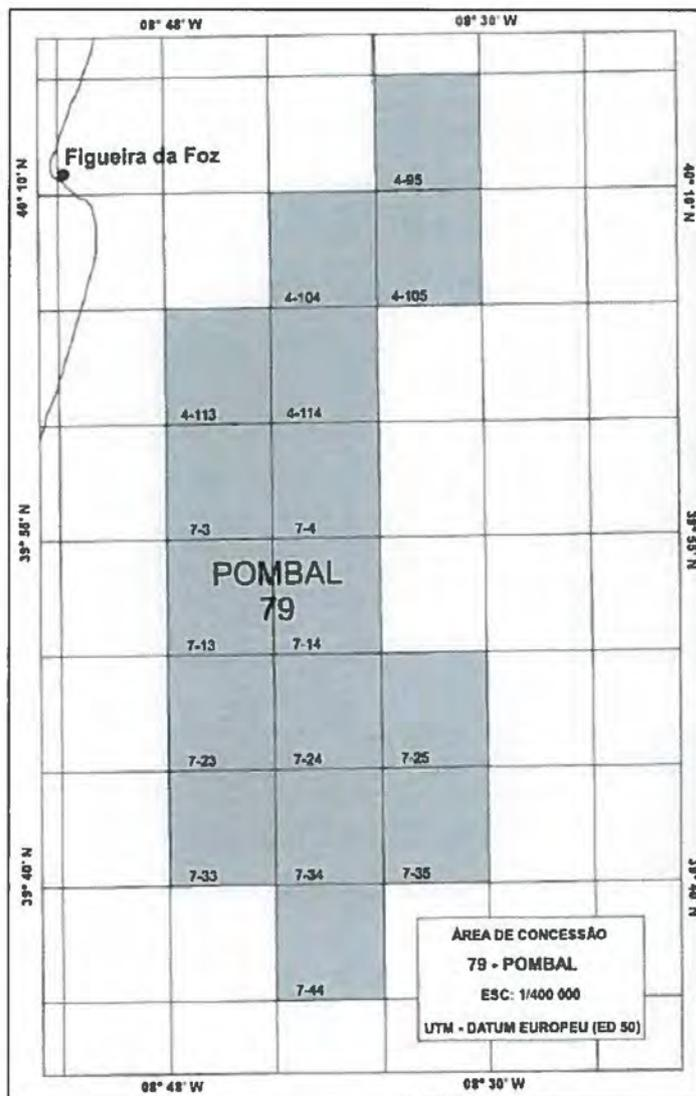 08° 48' W
08° 30' W
Figueira da Foz
40° 10' N
40° 10' N
4-95
4-104
4-105
4-113
4-114
7-3
7-4
39° 55' N
39° 55' N
POMBAL
79
7-13
7-14
7-23
7-24
7-25
39° 40' N
39° 40' N
7-33
7-34
7-35
7-44
ÁREA DE CONCESSÃO
79 - POMBAL
ESC: 1/400 000
UTM - DATUM EUROPEU (ED 50)
08° 48' W
08° 30' W